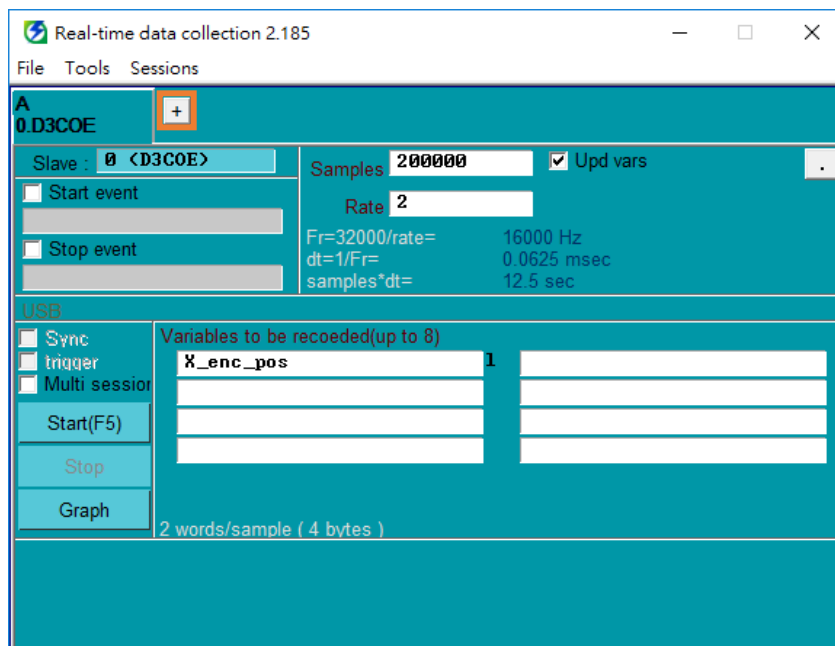 Real-time data collection 2.185
File Tools Sessions
A
0.D3COE
+
Slave : 0 (D3COE)
Samples 200000
Upd vars
.
Start event
Rate 2
Fr=32000/rate= 16000 Hz
Stop event
dt=1/Fr= 0.0625 msec
samples*dt= 12.5 sec
USB
Sync
Variables to be recoeded(up to 8)
trigger
X_enc_pos 1
Multi session
Start(F5)
Stop
Graph
2 words/sample ( 4 bytes )